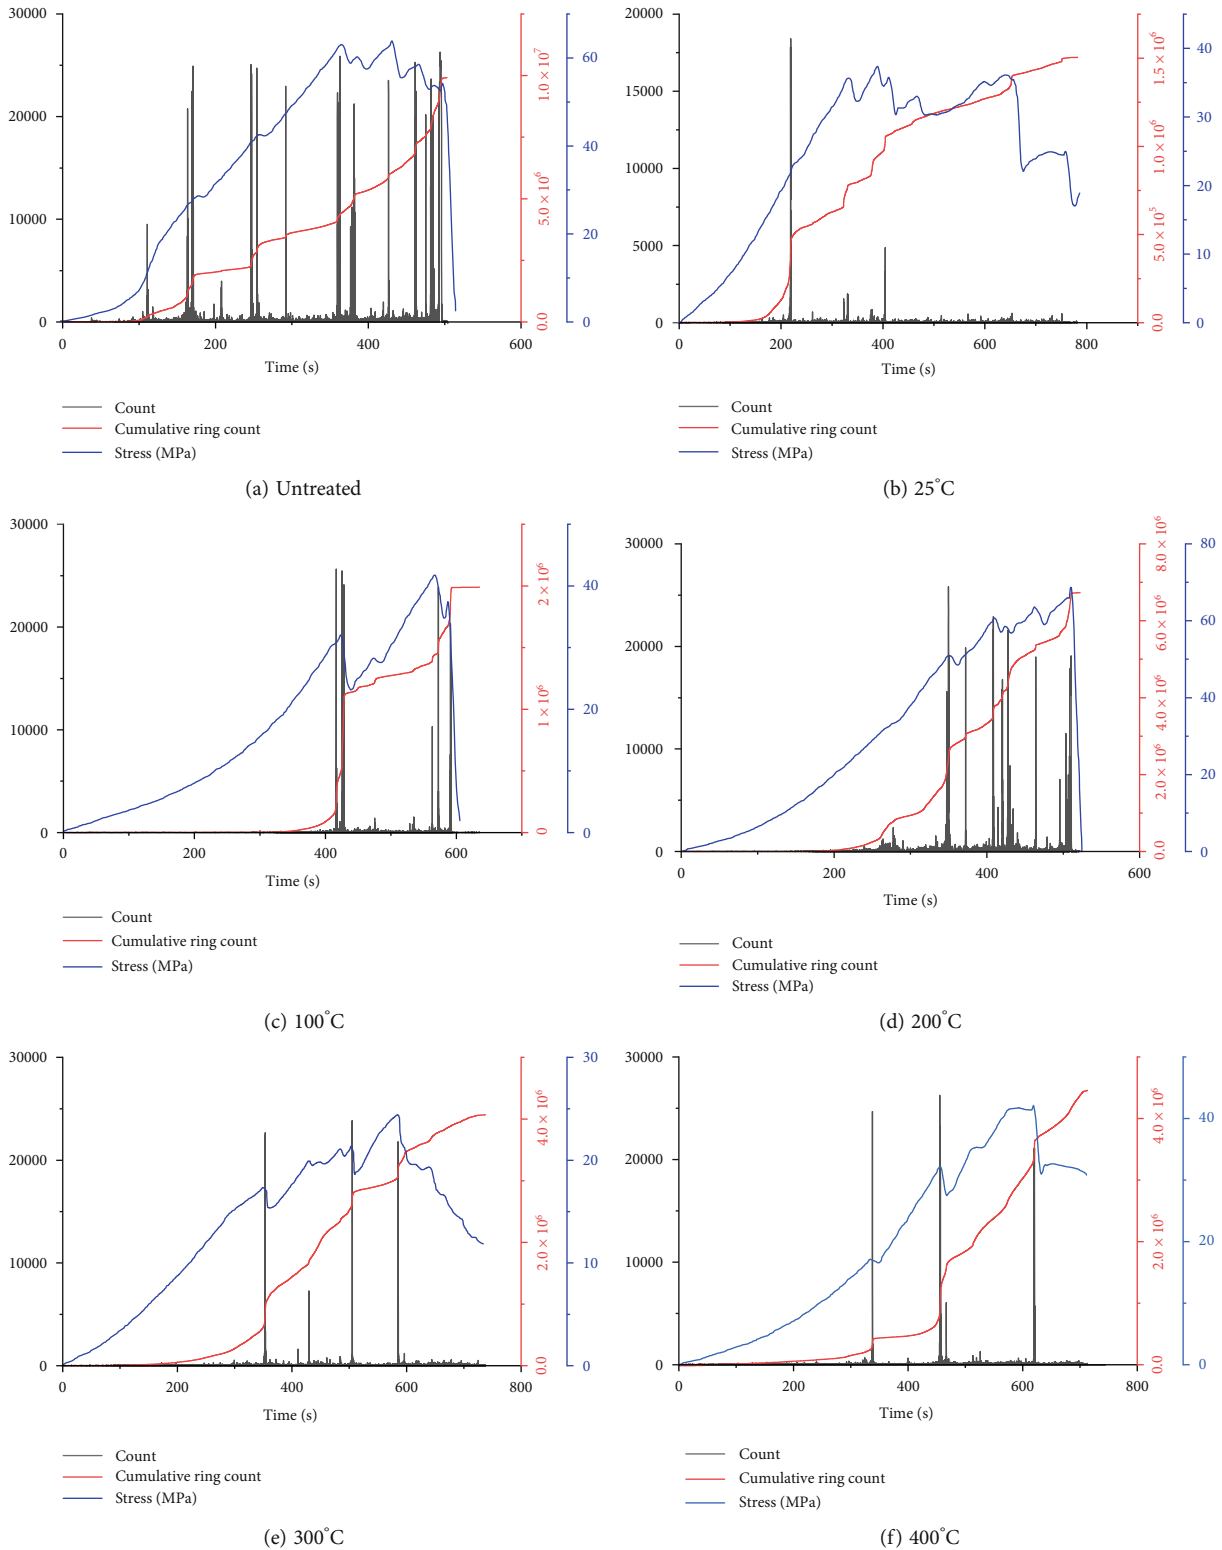 30000
20000
10000
0
0
200
400
600
Time (s)
0.0
5.0 × 10⁶
1.0 × 10⁷
0
20
40
60
Count
Cumulative ring count
Stress (MPa)
(a) Untreated
20000
15000
10000
5000
0
0
200
400
600
800
Time (s)
0.0
5.0 × 10⁵
1.0 × 10⁶
1.5 × 10⁶
0
10
20
30
40
Count
Cumulative ring count
Stress (MPa)
(b) 25°C
30000
20000
10000
0
0
200
400
600
Time (s)
0
1 × 10⁶
2 × 10⁶
0
20
40
Count
Cumulative ring count
Stress (MPa)
(c) 100°C
30000
20000
10000
0
0
200
400
600
Time (s)
0.0
2.0 × 10⁶
4.0 × 10⁶
6.0 × 10⁶
8.0 × 10⁶
0
20
40
60
80
Count
Cumulative ring count
Stress (MPa)
(d) 200°C
30000
20000
10000
0
0
200
400
600
800
Time (s)
0.0
2.0 × 10⁶
4.0 × 10⁶
0
10
20
30
Count
Cumulative ring count
Stress (MPa)
(e) 300°C
30000
20000
10000
0
0
200
400
600
800
Time (s)
0.0
2.0 × 10⁶
4.0 × 10⁶
0
20
40
Count
Cumulative ring count
Stress (MPa)
(f) 400°C